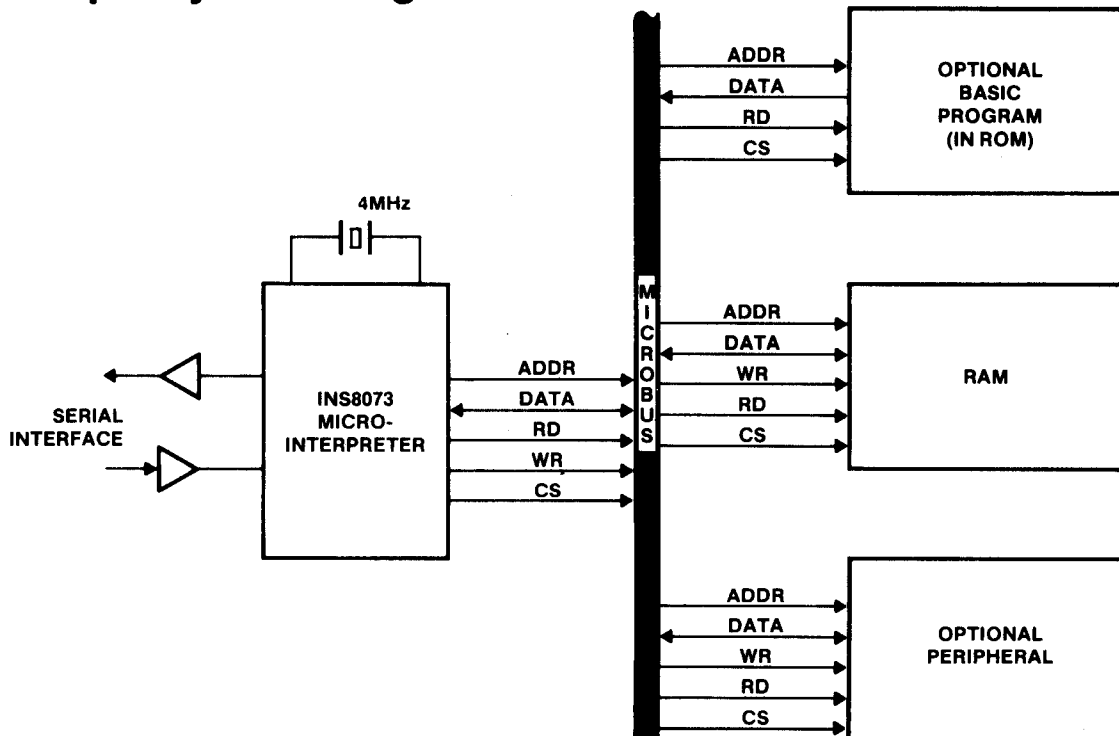 ADDR
DATA
RD
CS
OPTIONAL
BASIC
PROGRAM
(IN ROM)
4MHz
SERIAL
INTERFACE
INS8073
MICRO-
INTERPRETER
ADDR
DATA
RD
WR
CS
MICROBUS
ADDR
DATA
WR
RD
CS
RAM
ADDR
DATA
WR
RD
CS
OPTIONAL
PERIPHERAL